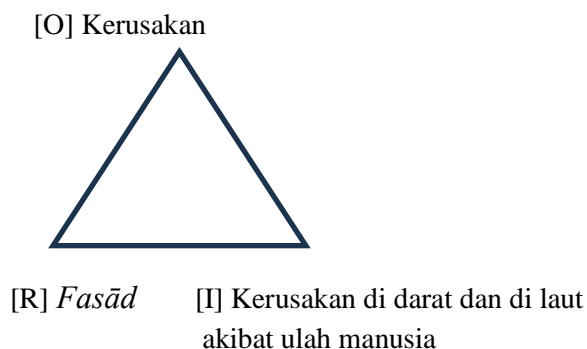 [O] Kerusakan
[R] Fasād [I] Kerusakan di darat dan di laut
akibat ulah manusia